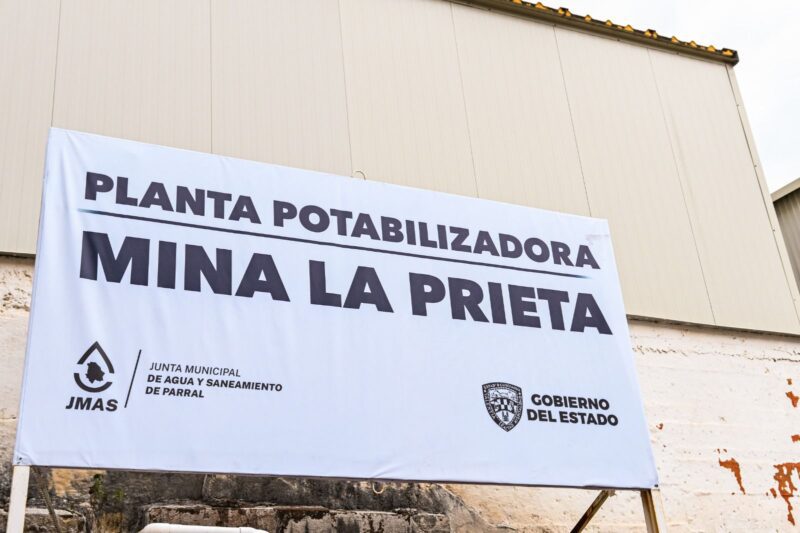 PLANTA POTABILIZADORA
MINA LA PRIETA
JMAS
JUNTA MUNICIPAL
DE AGUA Y SANEAMIENTO
DE PARRAL
GOBIERNO
DEL ESTADO